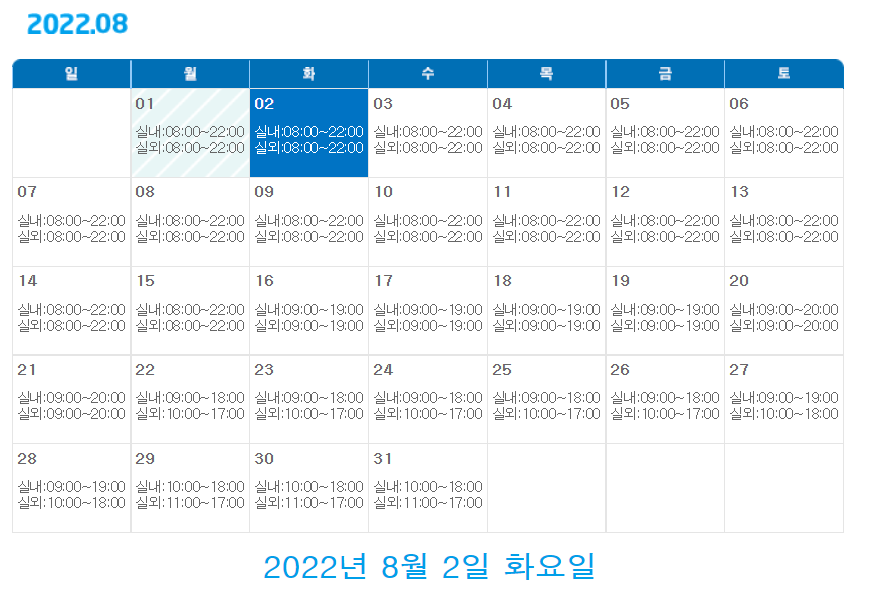 2022.08
일 월 화 수 목 금 토
01 02 03 04 05 06
실내:08:00~22:00 실내:08:00~22:00 실내:08:00~22:00 실내:08:00~22:00 실내:08:00~22:00 실내:08:00~22:00
실외:08:00~22:00 실외:08:00~22:00 실외:08:00~22:00 실외:08:00~22:00 실외:08:00~22:00 실외:08:00~22:00
07 08 09 10 11 12 13
실내:08:00~22:00 실내:08:00~22:00 실내:08:00~22:00 실내:08:00~22:00 실내:08:00~22:00 실내:08:00~22:00 실내:08:00~22:00
실외:08:00~22:00 실외:08:00~22:00 실외:08:00~22:00 실외:08:00~22:00 실외:08:00~22:00 실외:08:00~22:00 실외:08:00~22:00
14 15 16 17 18 19 20
실내:08:00~22:00 실내:08:00~22:00 실내:09:00~19:00 실내:09:00~19:00 실내:09:00~19:00 실내:09:00~19:00 실내:09:00~20:00
실외:08:00~22:00 실외:08:00~22:00 실외:09:00~19:00 실외:09:00~19:00 실외:09:00~19:00 실외:09:00~19:00 실외:09:00~20:00
21 22 23 24 25 26 27
실내:09:00~20:00 실내:09:00~18:00 실내:09:00~18:00 실내:09:00~18:00 실내:09:00~18:00 실내:09:00~18:00 실내:09:00~19:00
실외:09:00~20:00 실외:10:00~17:00 실외:10:00~17:00 실외:10:00~17:00 실외:10:00~17:00 실외:10:00~17:00 실외:10:00~18:00
28 29 30 31
실내:09:00~19:00 실내:10:00~18:00 실내:10:00~18:00 실내:10:00~18:00
실외:10:00~18:00 실외:11:00~17:00 실외:11:00~17:00 실외:11:00~17:00
2022년 8월 2일 화요일